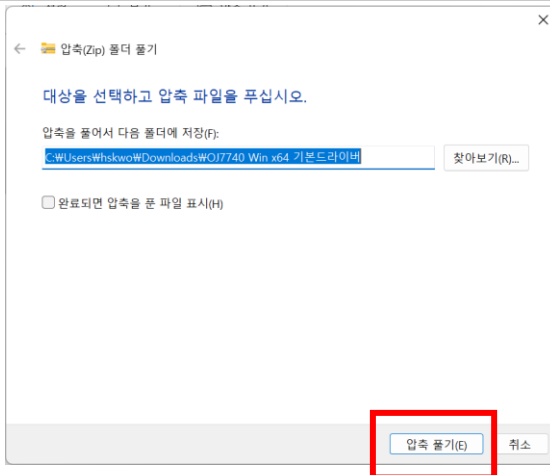 압축(Zip) 폴더 풀기
대상을 선택하고 압축 파일을 푸십시오.
압축을 풀어서 다음 폴더에 저장(F):
C:₩Users₩hskwo₩Downloads₩OJ7740 Win x64 기본드라이버
찾아보기(R)...
완료되면 압축을 푼 파일 표시(H)
압축 풀기(E)
취소